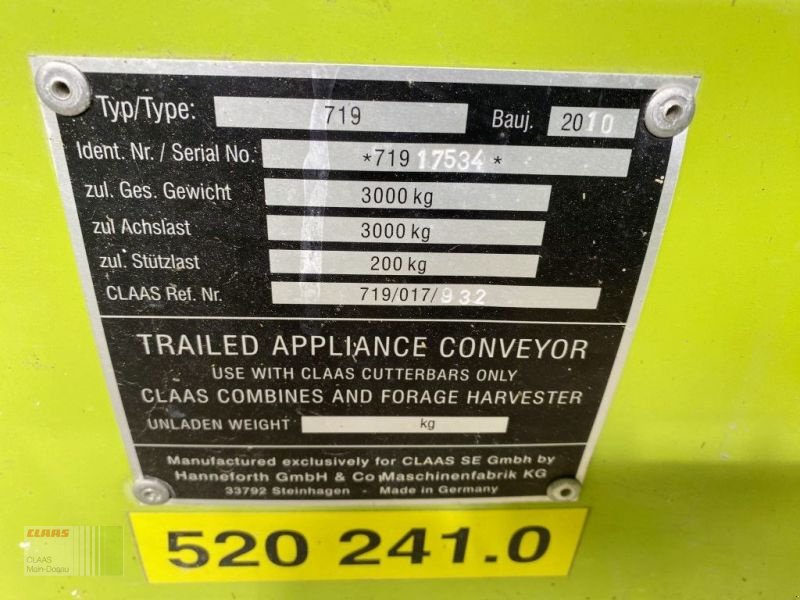 Typ/Type: 719 Bauj. 2010
Ident. Nr. / Serial No. *719 17534 *
zul. Ges. Gewicht 3000 kg
zul Achslast 3000 kg
zul. Stützlast 200 kg
CLAAS Ref. Nr. 719/017/932
TRAILED APPLIANCE CONVEYOR
USE WITH CLAAS CUTTERBARS ONLY
CLAAS COMBINES AND FORAGE HARVESTER
UNLADEN WEIGHT kg
Manufactured exclusively for CLAAS SE Gmbh by
Hanneforth GmbH & Co Maschinenfabrik KG
33792 Steinhagen - Made in Germany
520 241.0
CLAAS
CLAAS
Main-Donau